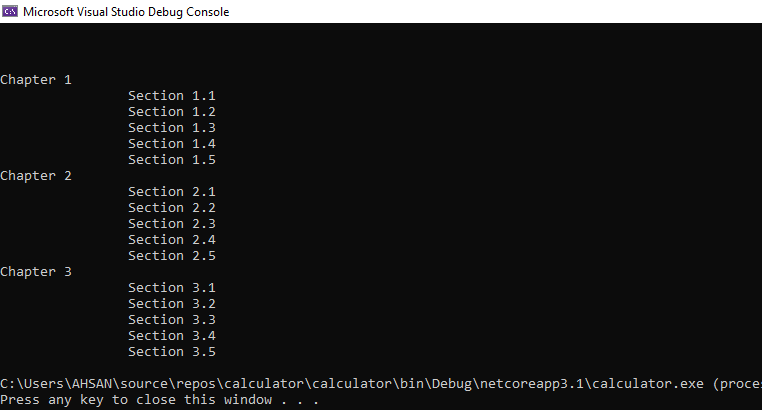 C:\ Microsoft Visual Studio Debug Console
Chapter 1
Section 1.1
Section 1.2
Section 1.3
Section 1.4
Section 1.5
Chapter 2
Section 2.1
Section 2.2
Section 2.3
Section 2.4
Section 2.5
Chapter 3
Section 3.1
Section 3.2
Section 3.3
Section 3.4
Section 3.5
C:\Users\AHSAN\source\repos\calculator\calculator\bin\Debug\netcoreapp3.1\calculator.exe (proces
Press any key to close this window . . .